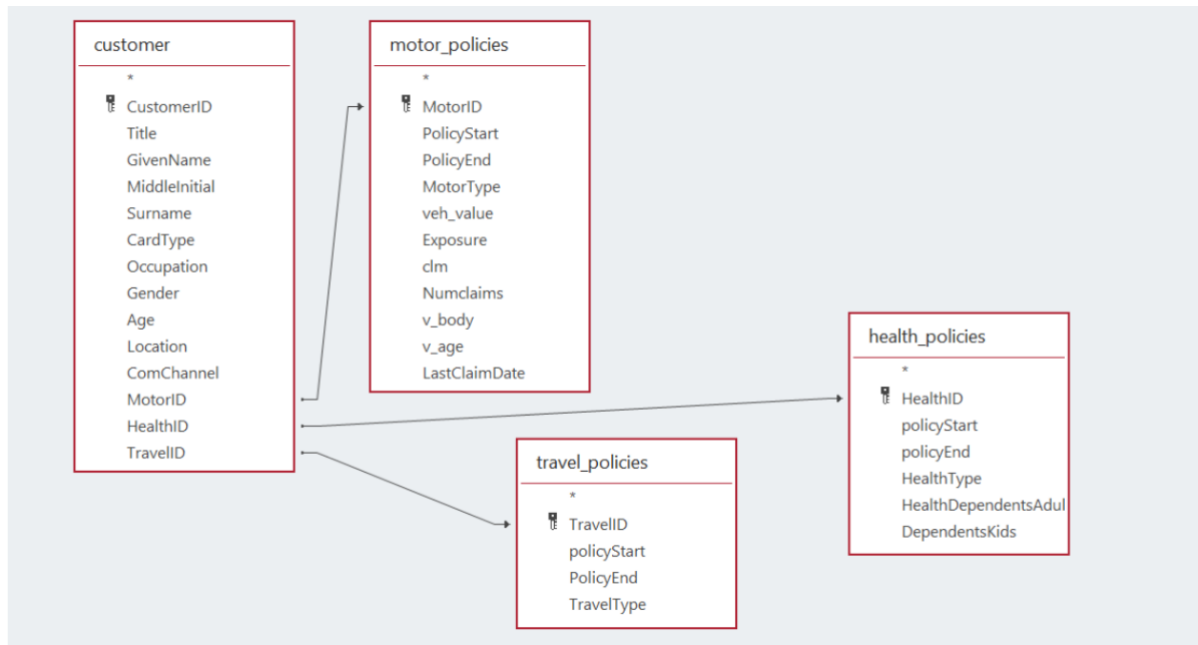 customer
*
CustomerID
Title
GivenName
MiddleInitial
Surname
CardType
Occupation
Gender
Age
Location
ComChannel
MotorID
HealthID
TravelID
motor_policies
*
MotorID
PolicyStart
PolicyEnd
MotorType
veh_value
Exposure
clm
Numclaims
v_body
v_age
LastClaimDate
travel_policies
*
TravelID
policyStart
PolicyEnd
TravelType
health_policies
*
HealthID
policyStart
policyEnd
HealthType
HealthDependentsAdul
DependentsKids